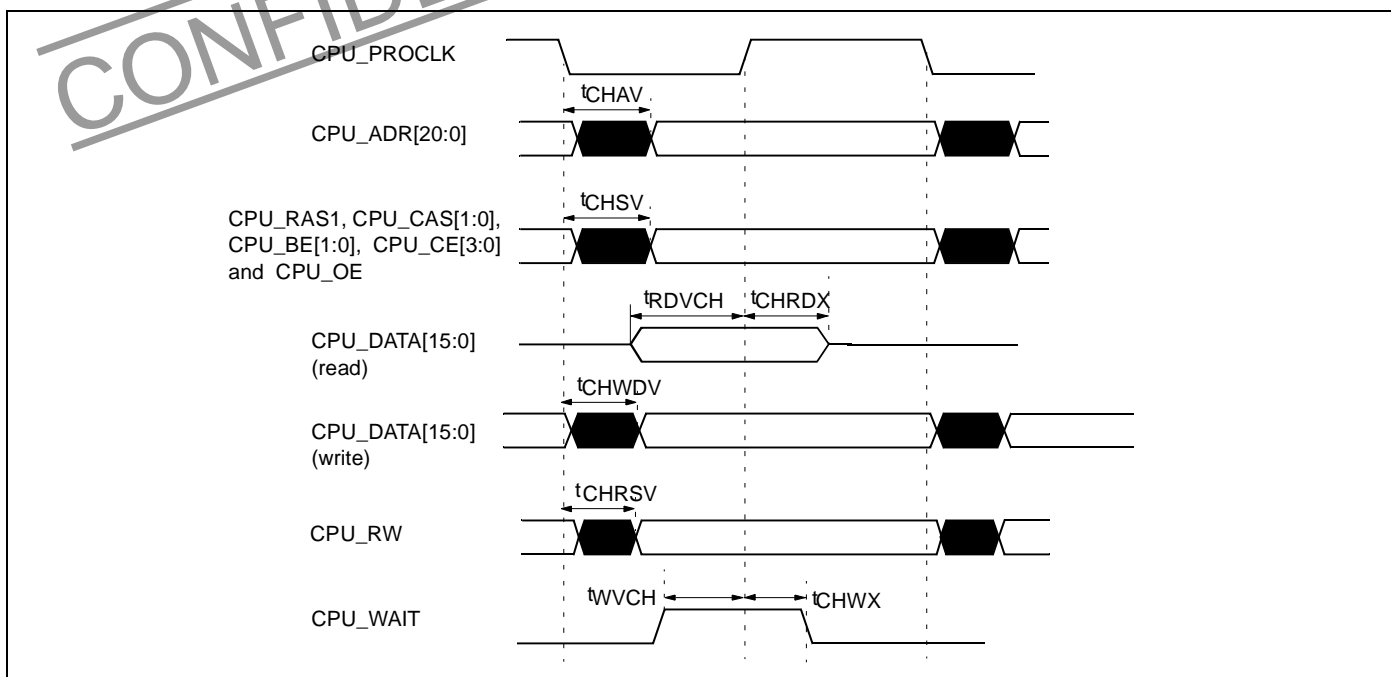 CONFIDE
CPU_PROCLK
tCHAV
CPU_ADR[20:0]
tCHSV
CPU_RAS1, CPU_CAS[1:0],
CPU_BE[1:0], CPU_CE[3:0]
and CPU_OE
tRDVCH tCHRDX
CPU_DATA[15:0]
(read)
tCHWDV
CPU_DATA[15:0]
(write)
tCHRSV
CPU_RW
tWVCH tCHWX
CPU_WAIT